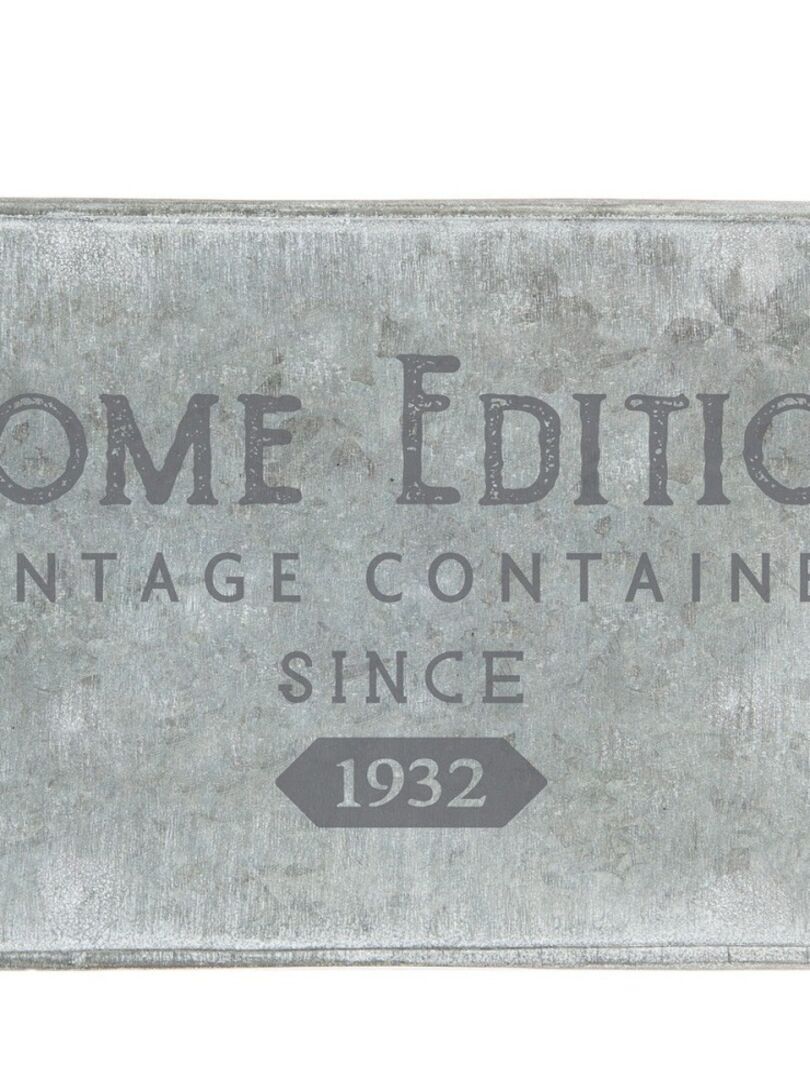 OME EDITIO
NTAGE CONTAINE
SINCE
1932